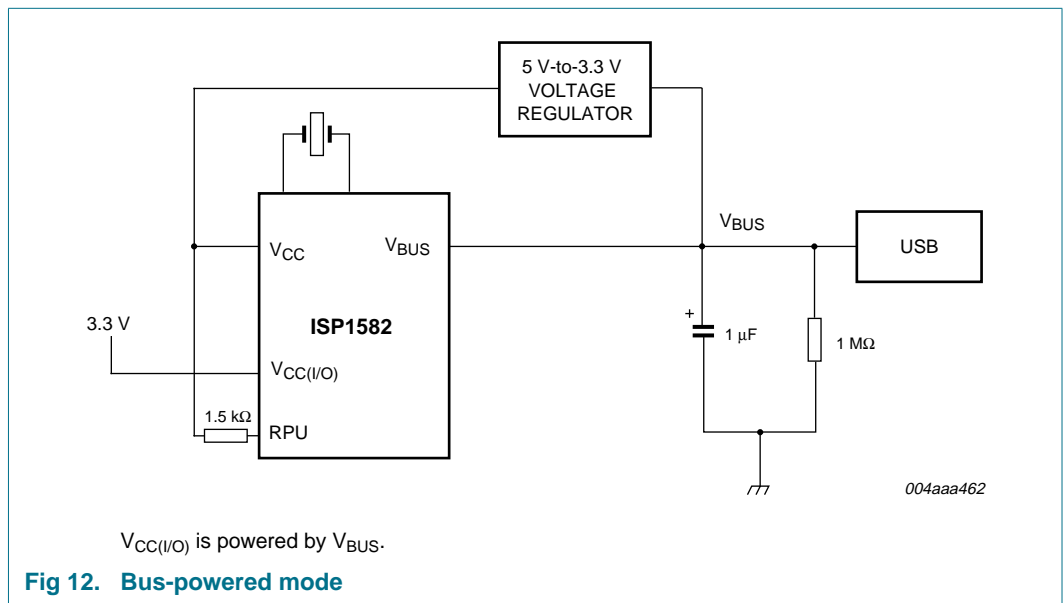 5 V-to-3.3 V
VOLTAGE
REGULATOR
VBUS
VCC
VBUS
USB
ISP1582
3.3 V
+
1 μF
1 MΩ
VCC(I/O)
1.5 kΩ
RPU
004aaa462
VCC(I/O) is powered by VBUS.
Fig 12. Bus-powered mode